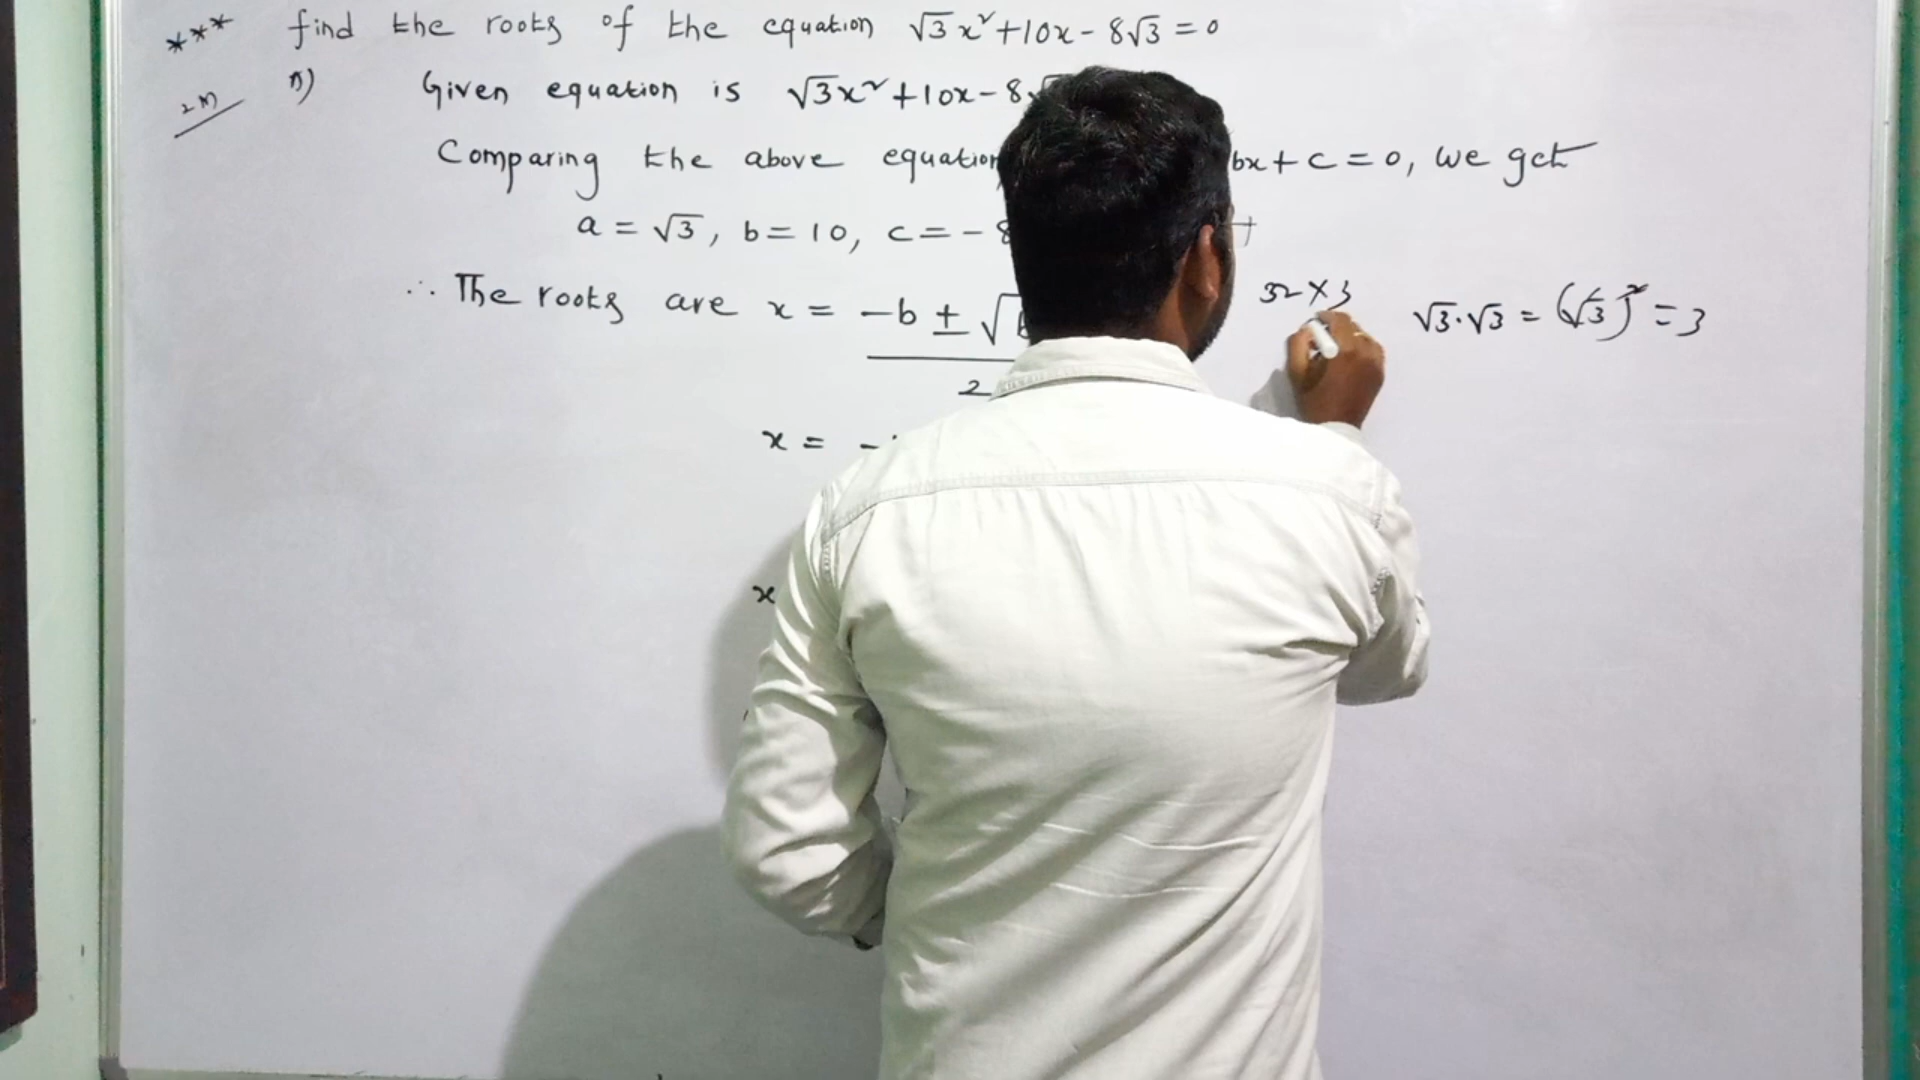 *** find the roots of the equation √3x²+10x-8√3=0
2M A) Given equation is √3x²+10x-8√
Comparing the above equation bx+c=0, we get
a=√3, b=10, c=-8
∴ The roots are x = -b±√
2
32×3
√3·√3 = (√3)² = 3
x = -
x